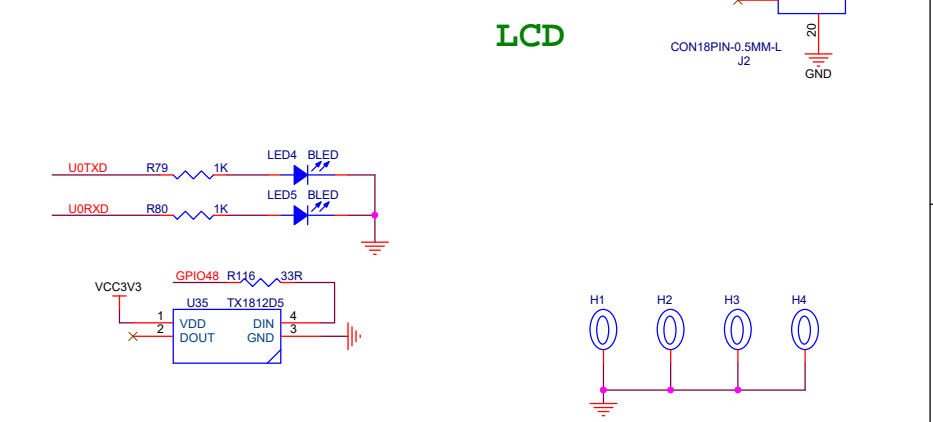 LCD
20
CON18PIN-0.5MM-L
J2
GND
LED4 BLED
U0TXD R79 1K
LED5 BLED
U0RXD R80 1K
GPIO48 R116 33R
VCC3V3
U35 TX1812D5
1 VDD DIN 4
2 DOUT GND 3
H1 H2 H3 H4